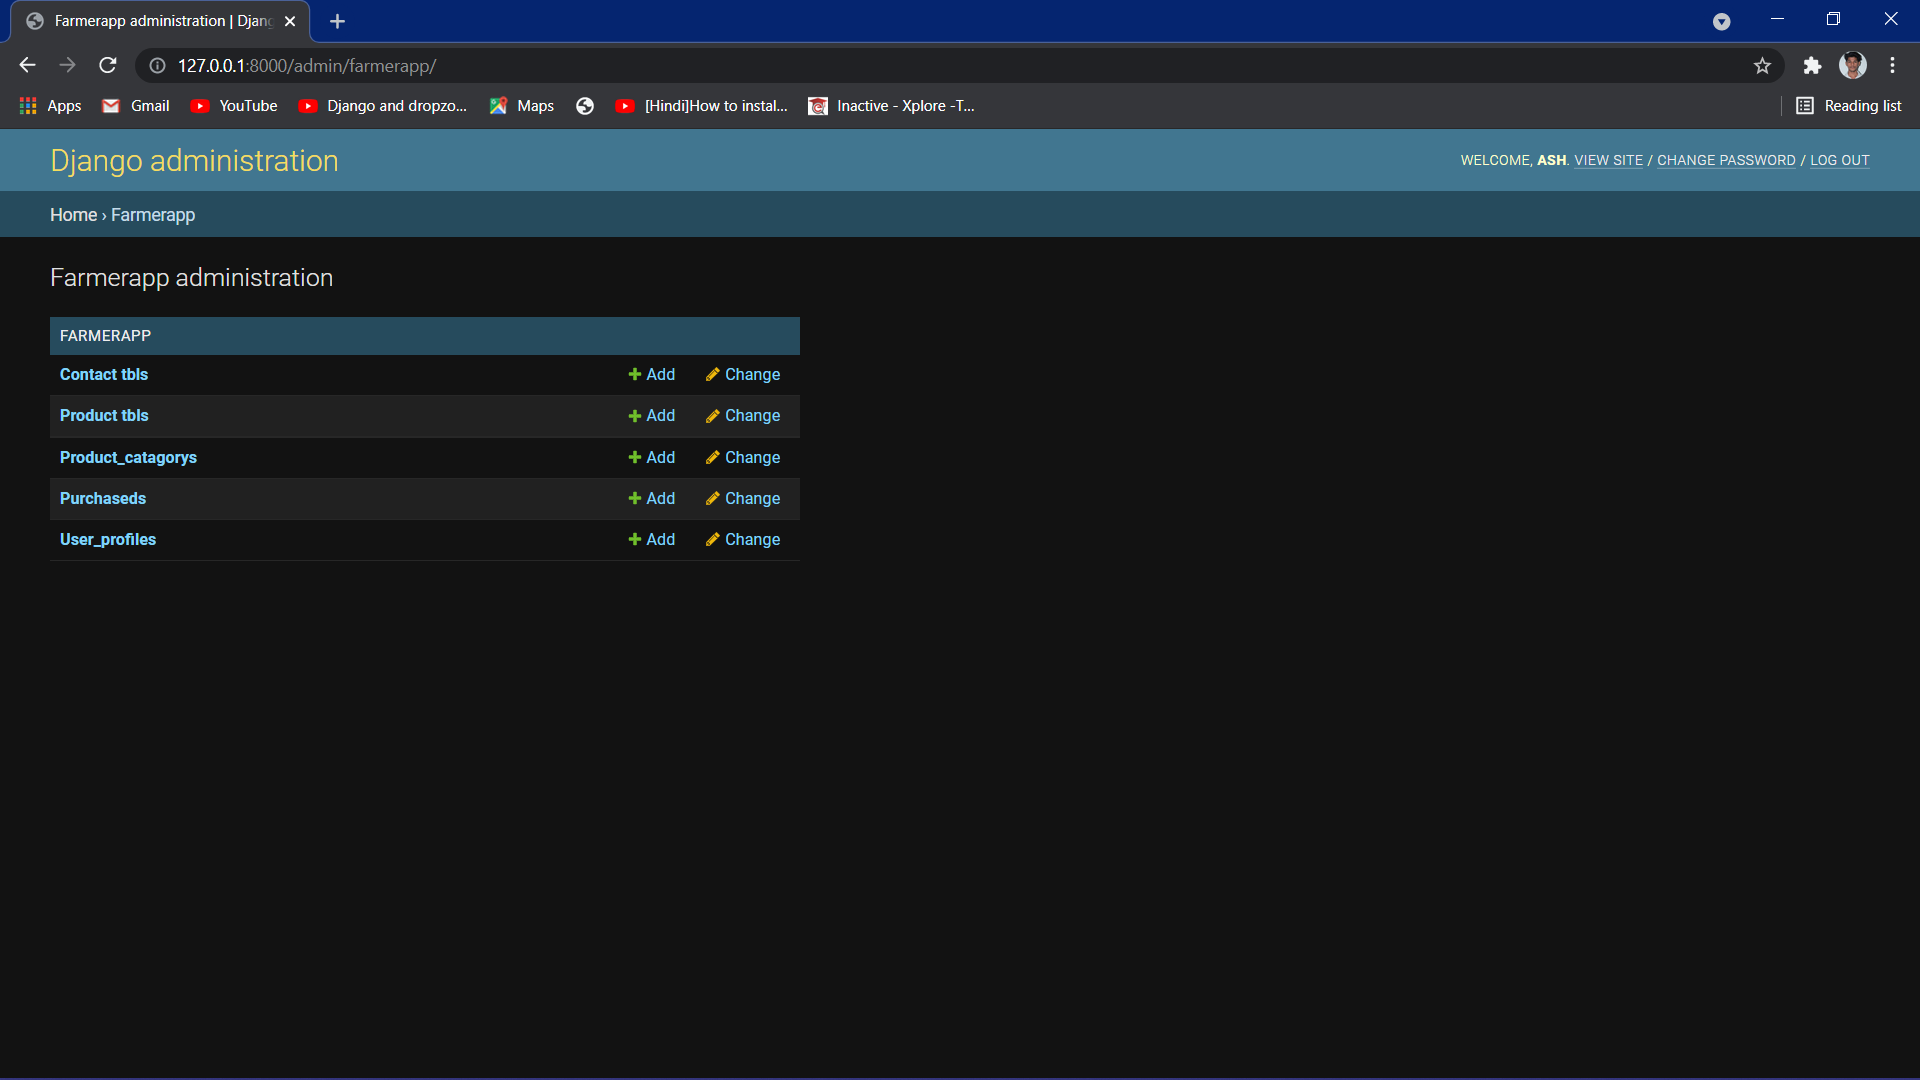 Farmerapp administration | Djang
127.0.0.1:8000/admin/farmerapp/
Apps Gmail YouTube Django and dropzo... Maps [Hindi]How to instal... Inactive - Xplore -T... Reading list
Django administration
WELCOME, ASH. VIEW SITE / CHANGE PASSWORD / LOG OUT
Home › Farmerapp
Farmerapp administration
FARMERAPP
Contact tbls Add Change
Product tbls Add Change
Product_catagorys Add Change
Purchaseds Add Change
User_profiles Add Change